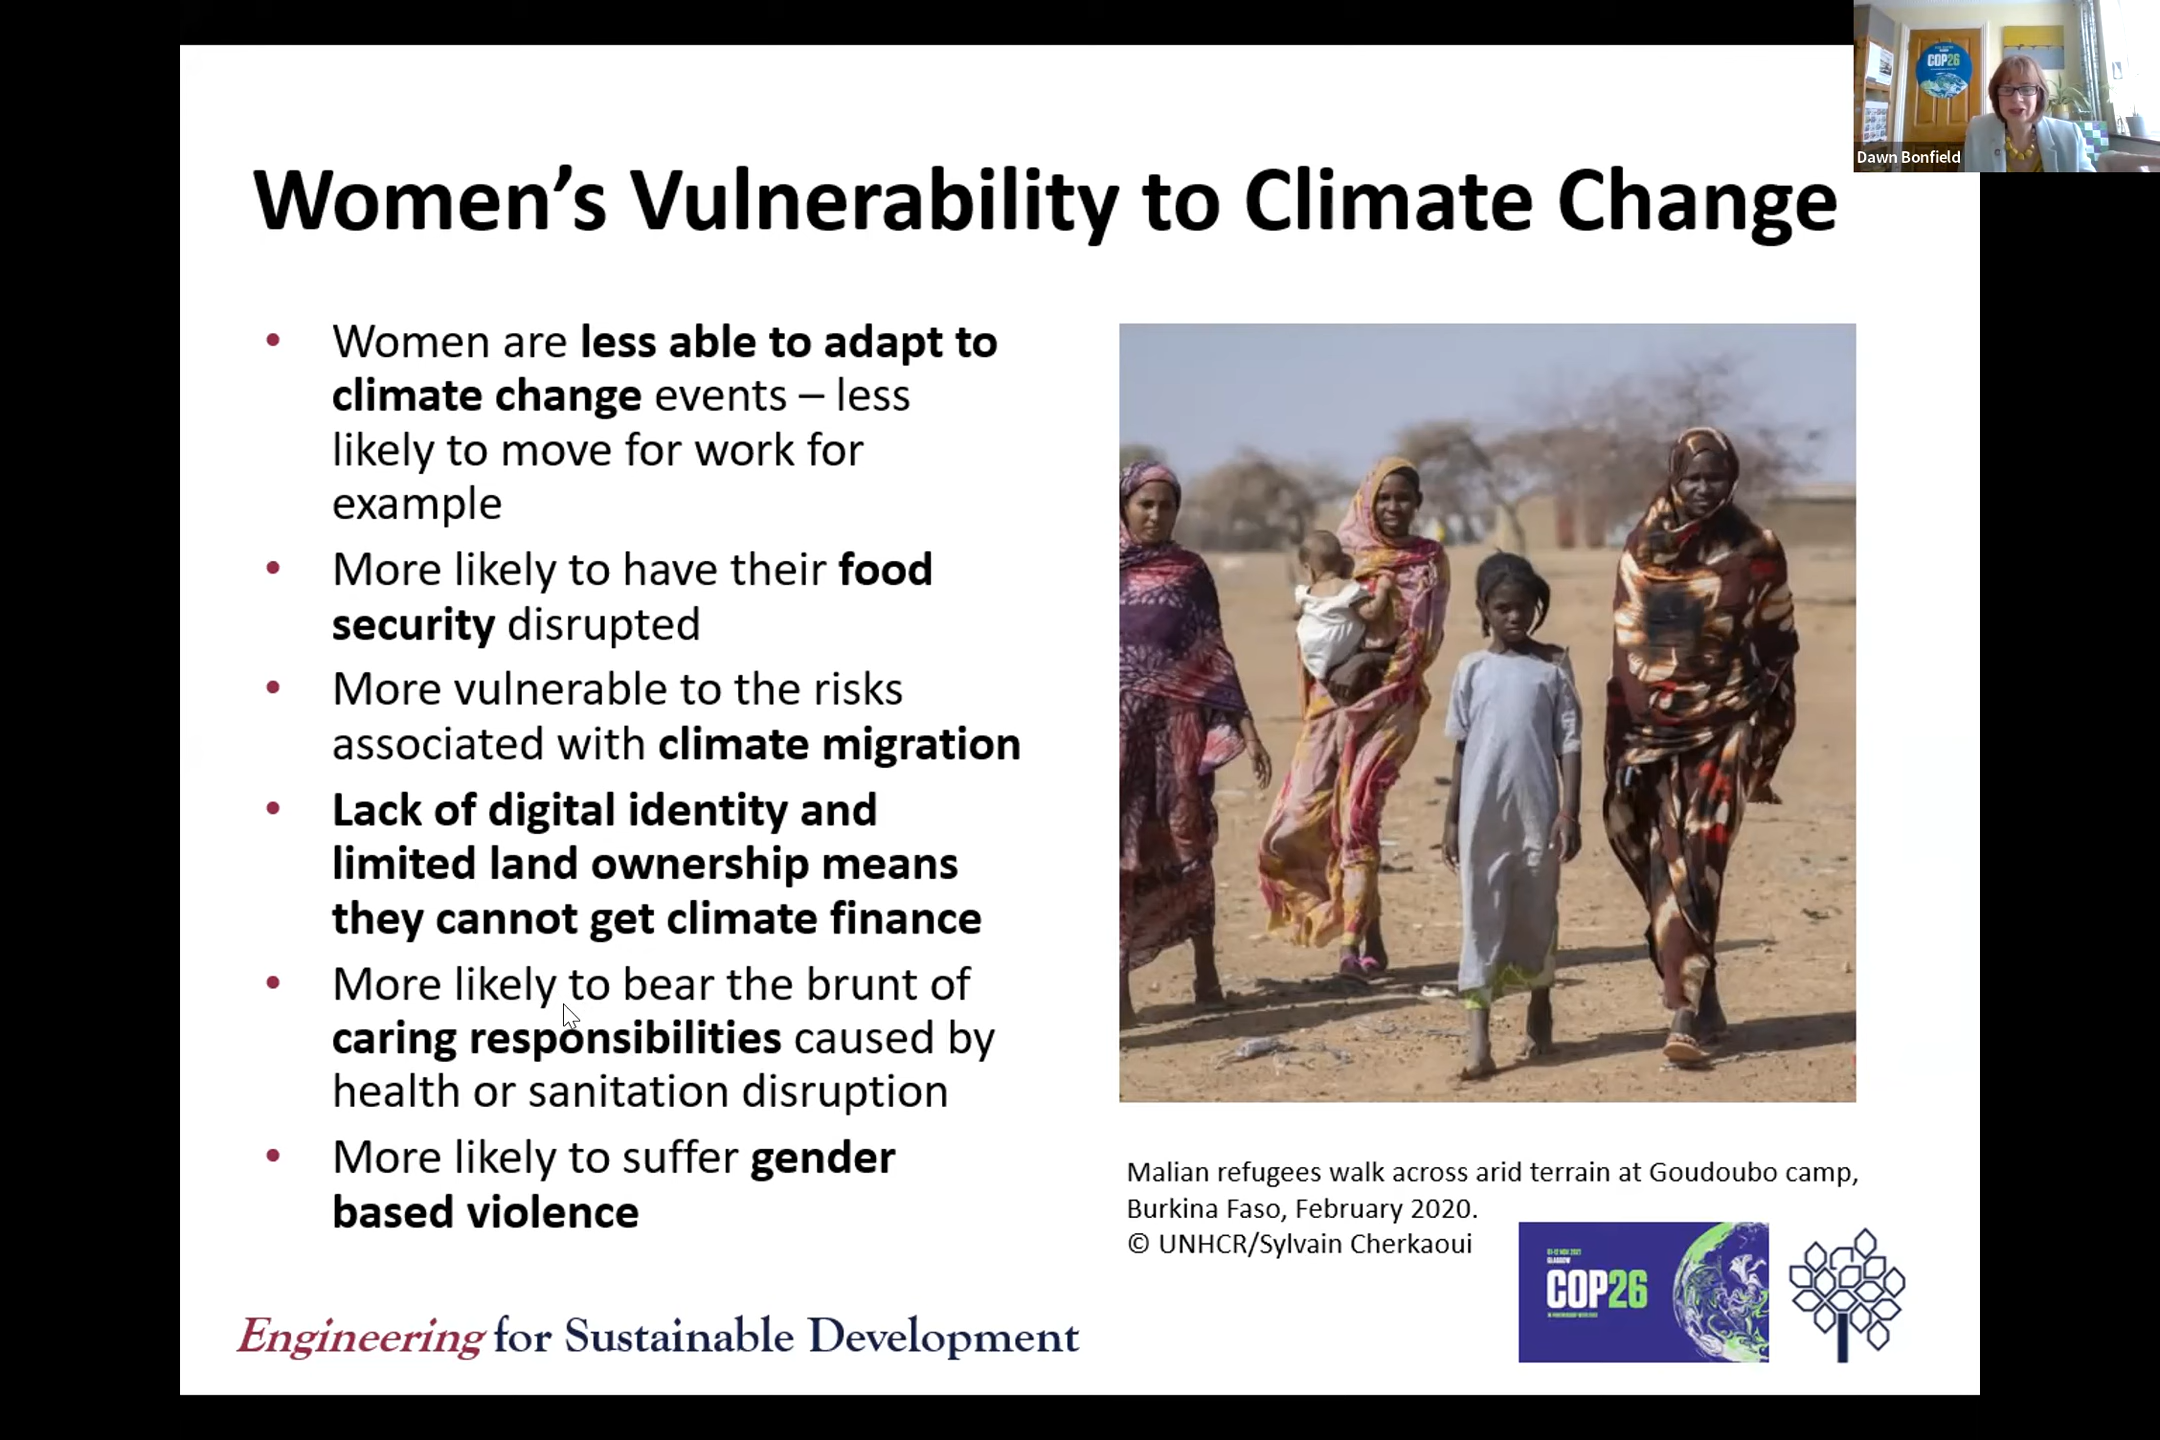 COP26
Dawn Bonfield
Women's Vulnerability to Climate Change
• Women are less able to adapt to
climate change events – less
likely to move for work for
example
• More likely to have their food
security disrupted
• More vulnerable to the risks
associated with climate migration
• Lack of digital identity and
limited land ownership means
they cannot get climate finance
• More likely to bear the brunt of
caring responsibilities caused by
health or sanitation disruption
• More likely to suffer gender
based violence
Malian refugees walk across arid terrain at Goudoubo camp,
Burkina Faso, February 2020.
© UNHCR/Sylvain Cherkaoui
GLASGOW
COP26
Engineering for Sustainable Development